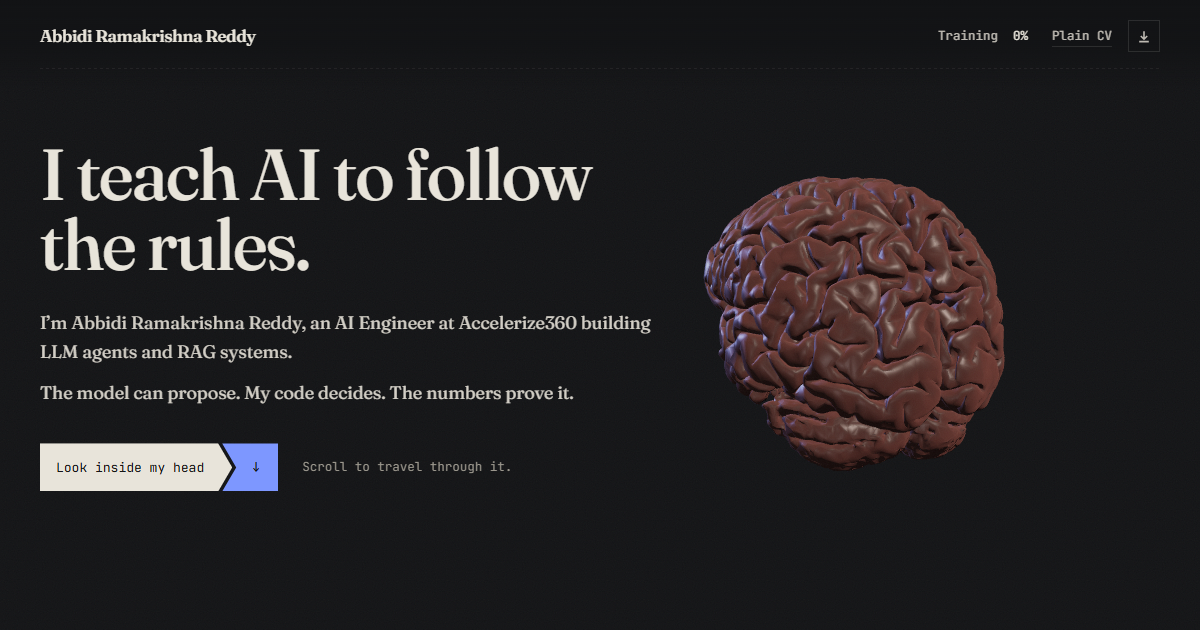 Abbidi Ramakrishna Reddy
Training 0% Plain CV
I teach AI to follow
the rules.
I’m Abbidi Ramakrishna Reddy, an AI Engineer at Accelerize360 building
LLM agents and RAG systems.
The model can propose. My code decides. The numbers prove it.
Look inside my head ↓
Scroll to travel through it.